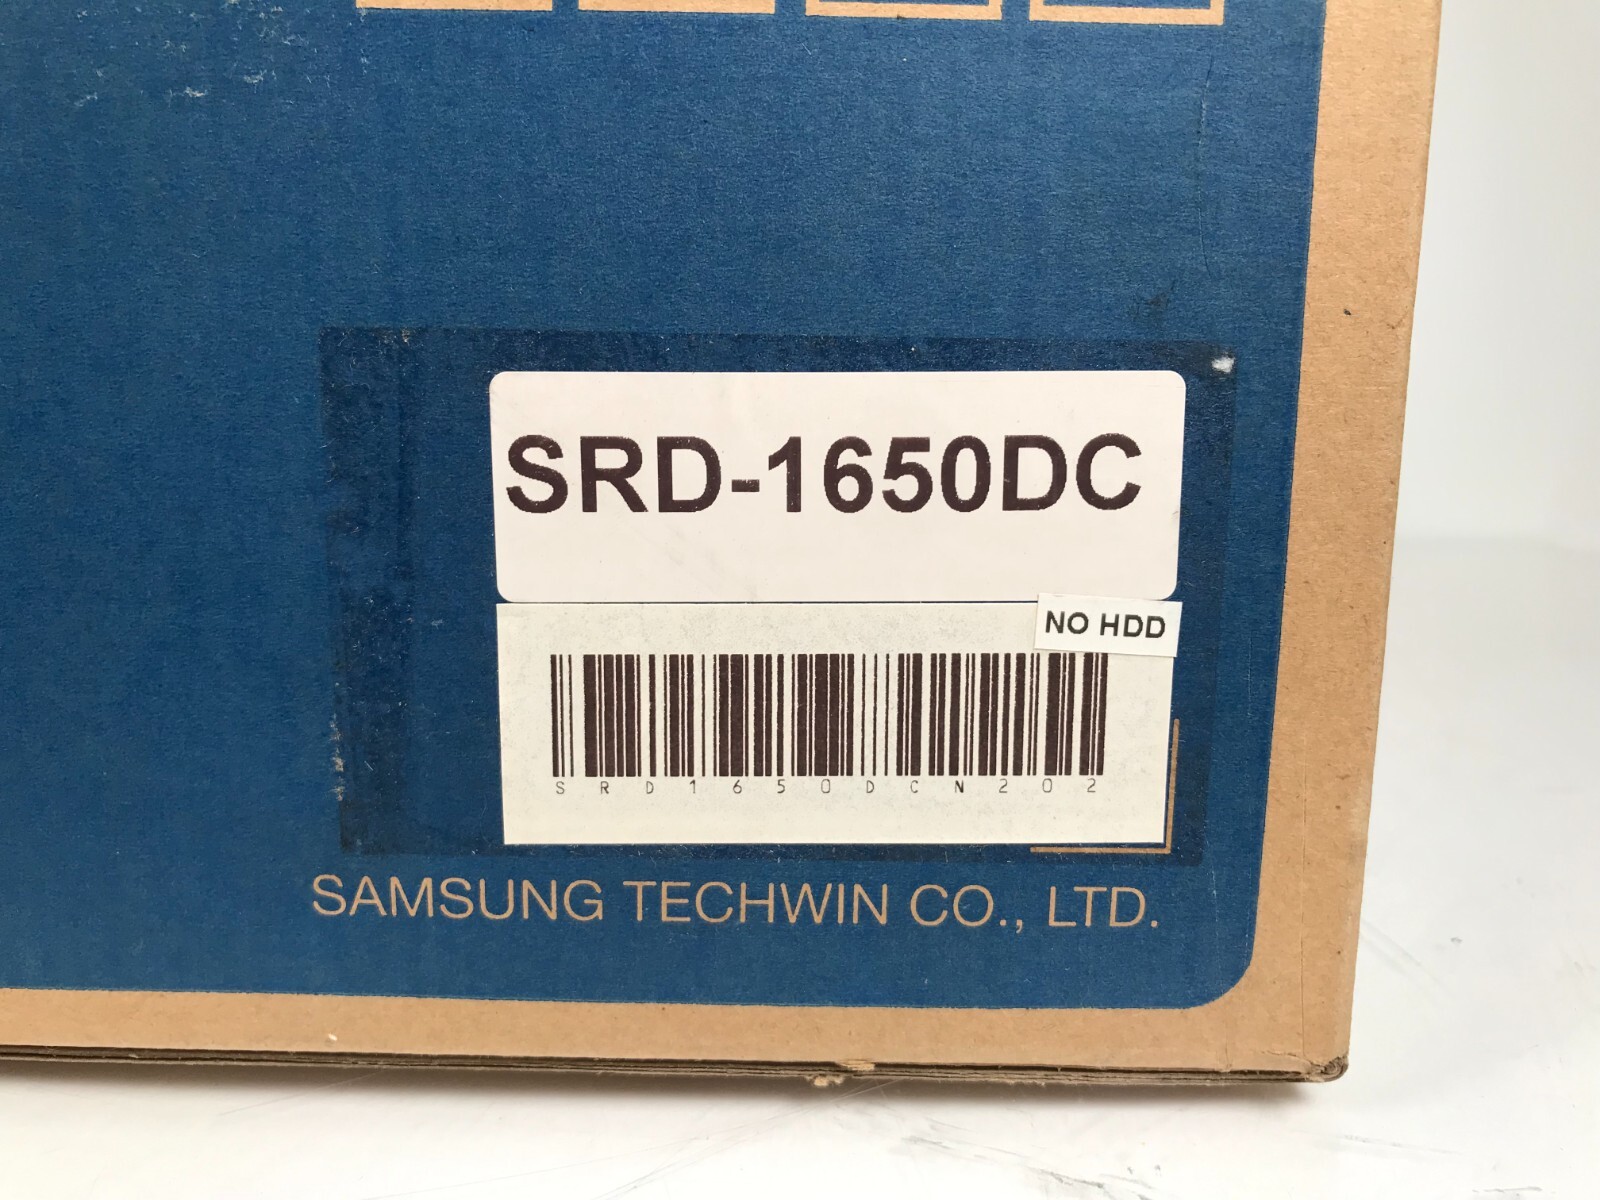 SRD-1650DC
NO HDD
SRD1650DCN202
SAMSUNG TECHWIN CO., LTD.